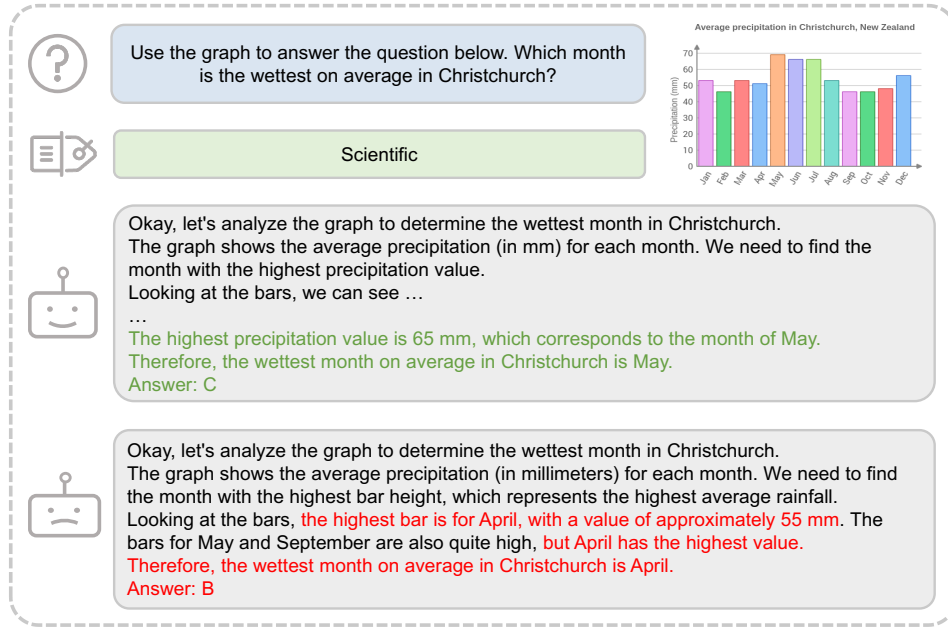 Use the graph to answer the question below. Which month
is the wettest on average in Christchurch?
Average precipitation in Christchurch, New Zealand
Precipitation (mm)
70
60
50
40
30
20
10
0
Jan
Feb
Mar
Apr
May
Jun
Jul
Aug
Sep
Oct
Nov
Dec
Scientific
Okay, let's analyze the graph to determine the wettest month in Christchurch.
The graph shows the average precipitation (in mm) for each month. We need to find the
month with the highest precipitation value.
Looking at the bars, we can see …
…
The highest precipitation value is 65 mm, which corresponds to the month of May.
Therefore, the wettest month on average in Christchurch is May.
Answer: C
Okay, let's analyze the graph to determine the wettest month in Christchurch.
The graph shows the average precipitation (in millimeters) for each month. We need to find
the month with the highest bar height, which represents the highest average rainfall.
Looking at the bars, the highest bar is for April, with a value of approximately 55 mm. The
bars for May and September are also quite high, but April has the highest value.
Therefore, the wettest month on average in Christchurch is April.
Answer: B